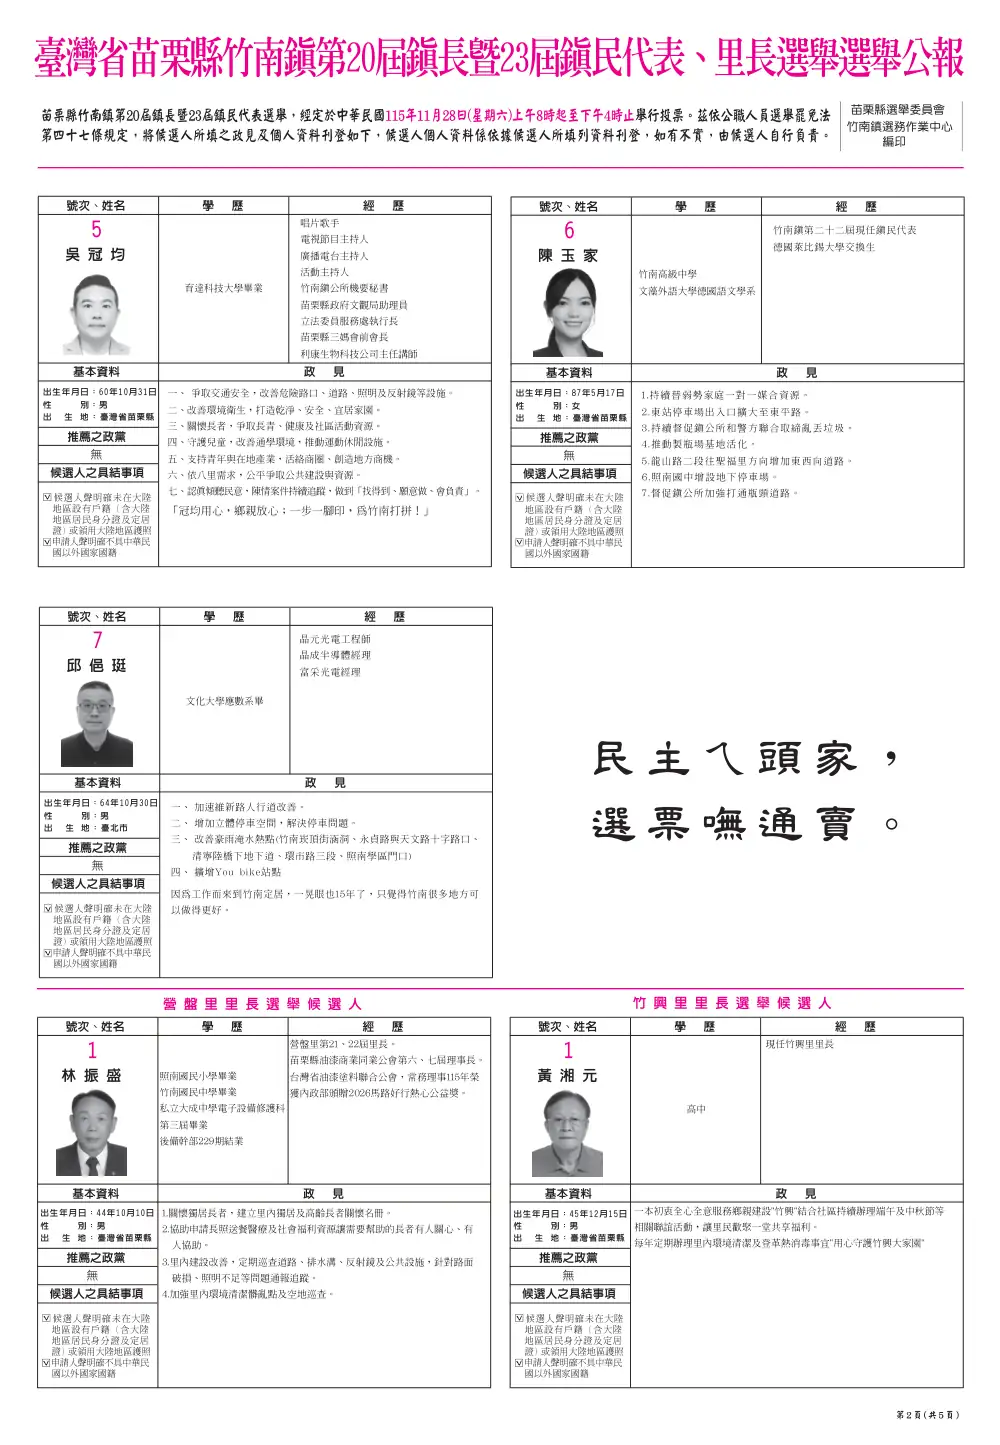 臺灣省苗栗縣竹南鎮第20屆鎮長暨23屆鎮民代表、里長選舉選舉公報
苗栗縣竹南鎮第20屆鎮長暨23屆鎮民代表選舉，經定於中華民國115年11月28日(星期六)上午8時起至下午4時止舉行投票。茲依公職人員選舉罷免法
第四十七條規定，將候選人所填之政見及個人資料刊登如下，候選人個人資料係依據候選人所填列資料刊登，如有不實，由候選人自行負責。
苗栗縣選舉委員會
竹南鎮選務作業中心
編印
號次、姓名
學 歷
經 歷
5
吳冠均
育達科技大學畢業
唱片歌手
電視節目主持人
廣播電台主持人
活動主持人
竹南鎮公所機要秘書
苗栗縣政府文觀局助理員
立法委員服務處執行長
苗栗縣三媽會前會長
利康生物科技公司主任講師
基本資料
政 見
出生年月日：60年10月31日
性 別：男
出 生 地：臺灣省苗栗縣
推薦之政黨
無
候選人之具結事項
☑候選人聲明確未在大陸
地區設有戶籍（含大陸
地區居民身分證及定居
證）或領用大陸地區護照
☑申請人聲明確不具中華民
國以外國家國籍
一、 爭取交通安全，改善危險路口、道路、照明及反射鏡等設施。
二、改善環境衛生，打造乾淨、安全、宜居家園。
三、關懷長者，爭取長青、健康及社區活動資源。
四、守護兒童，改善通學環境，推動運動休閒設施。
五、支持青年與在地產業，活絡商圈、創造地方商機。
六、依八里需求，公平爭取公共建設與資源。
七、認真傾聽民意，陳情案件持續追蹤，做到「找得到、願意做、會負責」。
「冠均用心，鄉親放心；一步一腳印，為竹南打拼！」
號次、姓名
學 歷
經 歷
6
陳玉家
竹南高級中學
文藻外語大學德國語文學系
竹南鎮第二十二屆現任鎮民代表
德國萊比錫大學交換生
基本資料
政 見
出生年月日：87年5月17日
性 別：女
出 生 地：臺灣省苗栗縣
推薦之政黨
無
候選人之具結事項
☑候選人聲明確未在大陸
地區設有戶籍（含大陸
地區居民身分證及定居
證）或領用大陸地區護照
☑申請人聲明確不具中華民
國以外國家國籍
1.持續替弱勢家庭一對一媒合資源。
2.東站停車場出入口擴大至東平路。
3.持續督促鎮公所和警方聯合取締亂丟垃圾。
4.推動製瓶場基地活化。
5.龍山路二段往聖福里方向增加東西向道路。
6.照南國中增設地下停車場。
7.督促鎮公所加強打通瓶頸道路。
號次、姓名
學 歷
經 歷
7
邱俋珽
文化大學應數系畢
晶元光電工程師
晶成半導體經理
富采光電經理
基本資料
政 見
出生年月日：64年10月30日
性 別：男
出 生 地：臺北市
推薦之政黨
無
候選人之具結事項
☑候選人聲明確未在大陸
地區設有戶籍（含大陸
地區居民身分證及定居
證）或領用大陸地區護照
☑申請人聲明確不具中華民
國以外國家國籍
一、 加速維新路人行道改善。
二、 增加立體停車空間，解決停車問題。
三、 改善豪雨淹水熱點(竹南崁頂街涵洞、永貞路與天文路十字路口、
清寧陸橋下地下道、環市路三段、照南學區門口)
四、 擴增You bike站點
因為工作而來到竹南定居，一晃眼也15年了，只覺得竹南很多地方可
以做得更好。
民主ㄟ頭家，
選票嘸通賣。
營盤里里長選舉候選人
號次、姓名
學 歷
經 歷
1
林振盛
照南國民小學畢業
竹南國民中學畢業
私立大成中學電子設備修護科
第三屆畢業
後備幹部229期結業
營盤里第21、22屆里長。
苗栗縣油漆商業同業公會第六、七屆理事長。
台灣省油漆塗料聯合公會，常務理事115年榮
獲內政部頒贈2026馬路好行熱心公益獎。
基本資料
政 見
出生年月日：44年10月10日
性 別：男
出 生 地：臺灣省苗栗縣
推薦之政黨
無
候選人之具結事項
☑候選人聲明確未在大陸
地區設有戶籍（含大陸
地區居民身分證及定居
證）或領用大陸地區護照
☑申請人聲明確不具中華民
國以外國家國籍
1.關懷獨居長者，建立里內獨居及高齡長者關懷名冊。
2.協助申請長照送餐醫療及社會福利資源讓需要幫助的長者有人關心、有
人協助。
3.里內建設改善，定期巡查道路、排水溝、反射鏡及公共設施，針對路面
破損、照明不足等問題通報追蹤。
4.加強里內環境清潔髒亂點及空地巡查。
竹興里里長選舉候選人
號次、姓名
學 歷
經 歷
1
黃湘元
高中
現任竹興里里長
基本資料
政 見
出生年月日：45年12月15日
性 別：男
出 生 地：臺灣省苗栗縣
推薦之政黨
無
候選人之具結事項
☑候選人聲明確未在大陸
地區設有戶籍（含大陸
地區居民身分證及定居
證）或領用大陸地區護照
☑申請人聲明確不具中華民
國以外國家國籍
一本初衷全心全意服務鄉親建設"竹興"結合社區持續辦理端午及中秋節等
相關聯誼活動，讓里民歡聚一堂共享福利。
每年定期辦理里內環境清潔及登革熱消毒事宜"用心守護竹興大家園"
第2頁(共5頁)